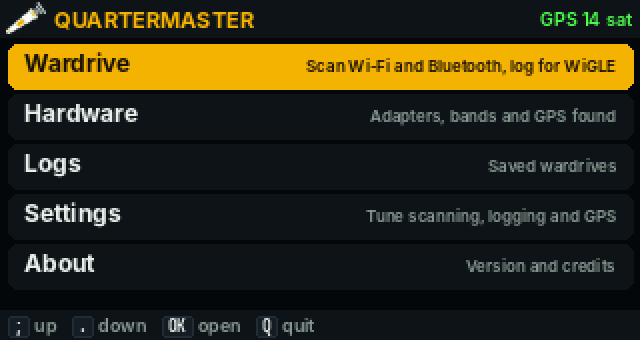 QUARTERMASTER GPS 14 sat
Wardrive Scan Wi-Fi and Bluetooth, log for WiGLE
Hardware Adapters, bands and GPS found
Logs Saved wardrives
Settings Tune scanning, logging and GPS
About Version and credits
; up . down OK open Q quit